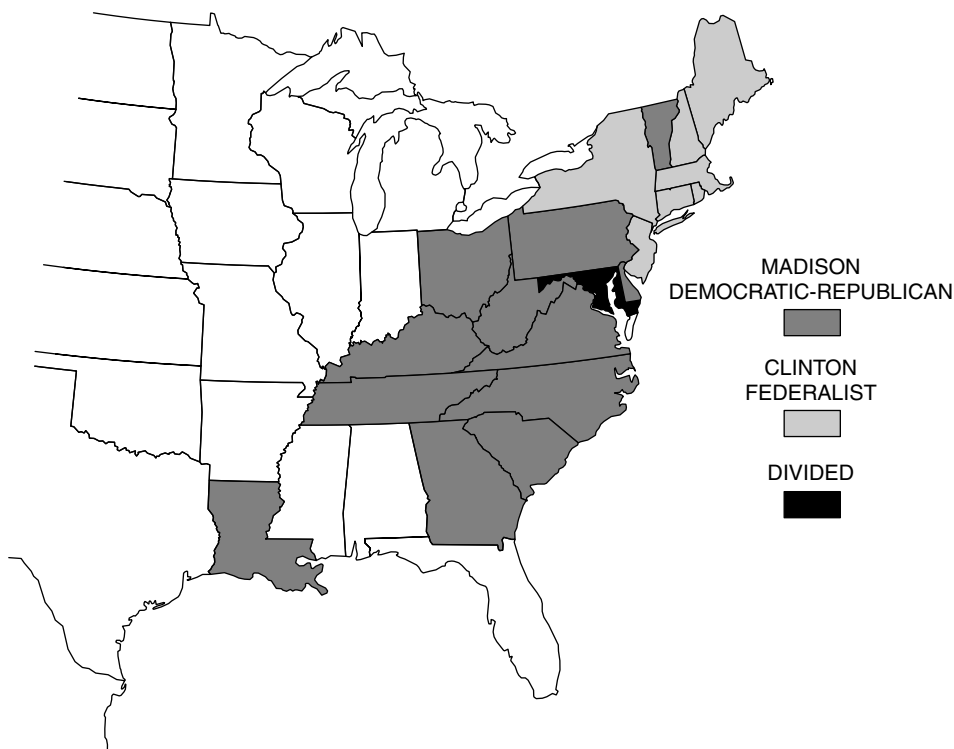 MADISON
DEMOCRATIC-REPUBLICAN
CLINTON
FEDERALIST
DIVIDED